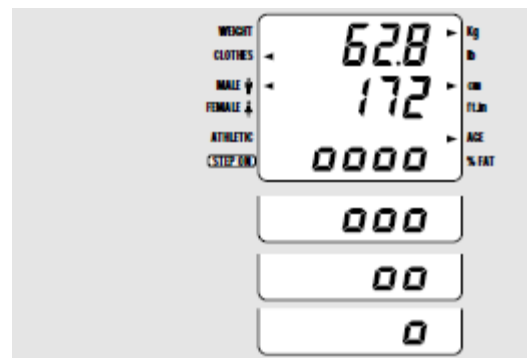 WEIGHT 62.8 Kg
CLOTHES lb
MALE 172 cm
FEMALE ft.in
ATHLETIC AGE
STEP ON 0000 % FAT
000
00
0